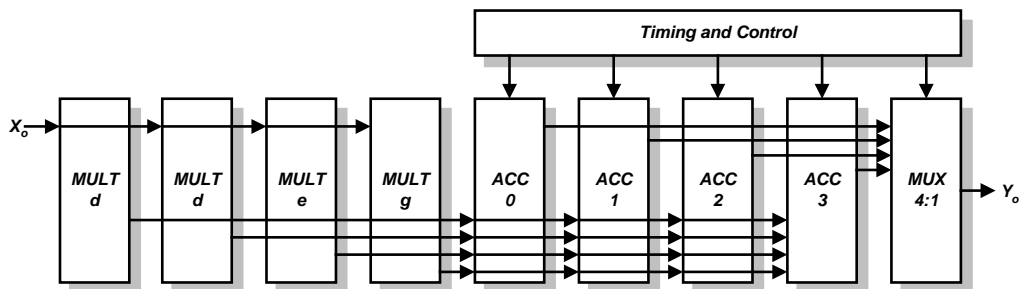 Timing and Control
Xo
MULT
d
MULT
d
MULT
e
MULT
g
ACC
0
ACC
1
ACC
2
ACC
3
MUX
4:1
Yo